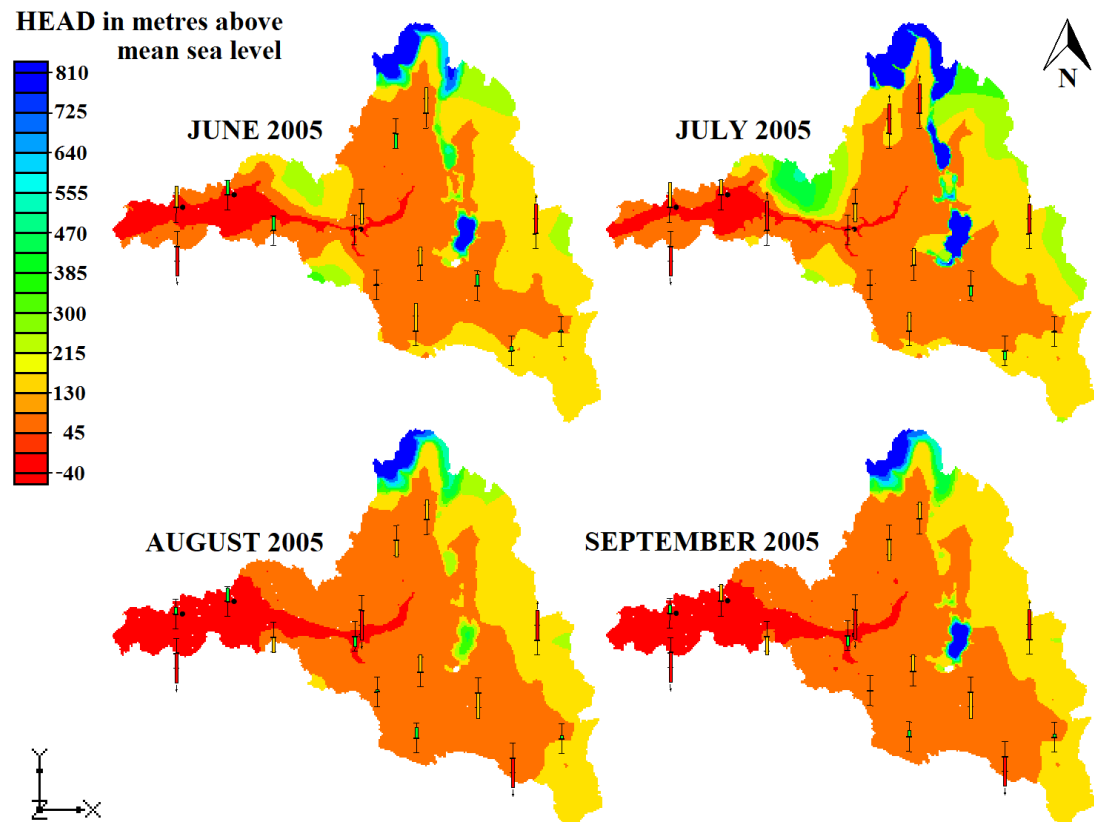 HEAD in metres above
mean sea level
810
725
640
555
470
385
300
215
130
45
-40
JUNE 2005
JULY 2005
N
AUGUST 2005
SEPTEMBER 2005
Y
Z
X